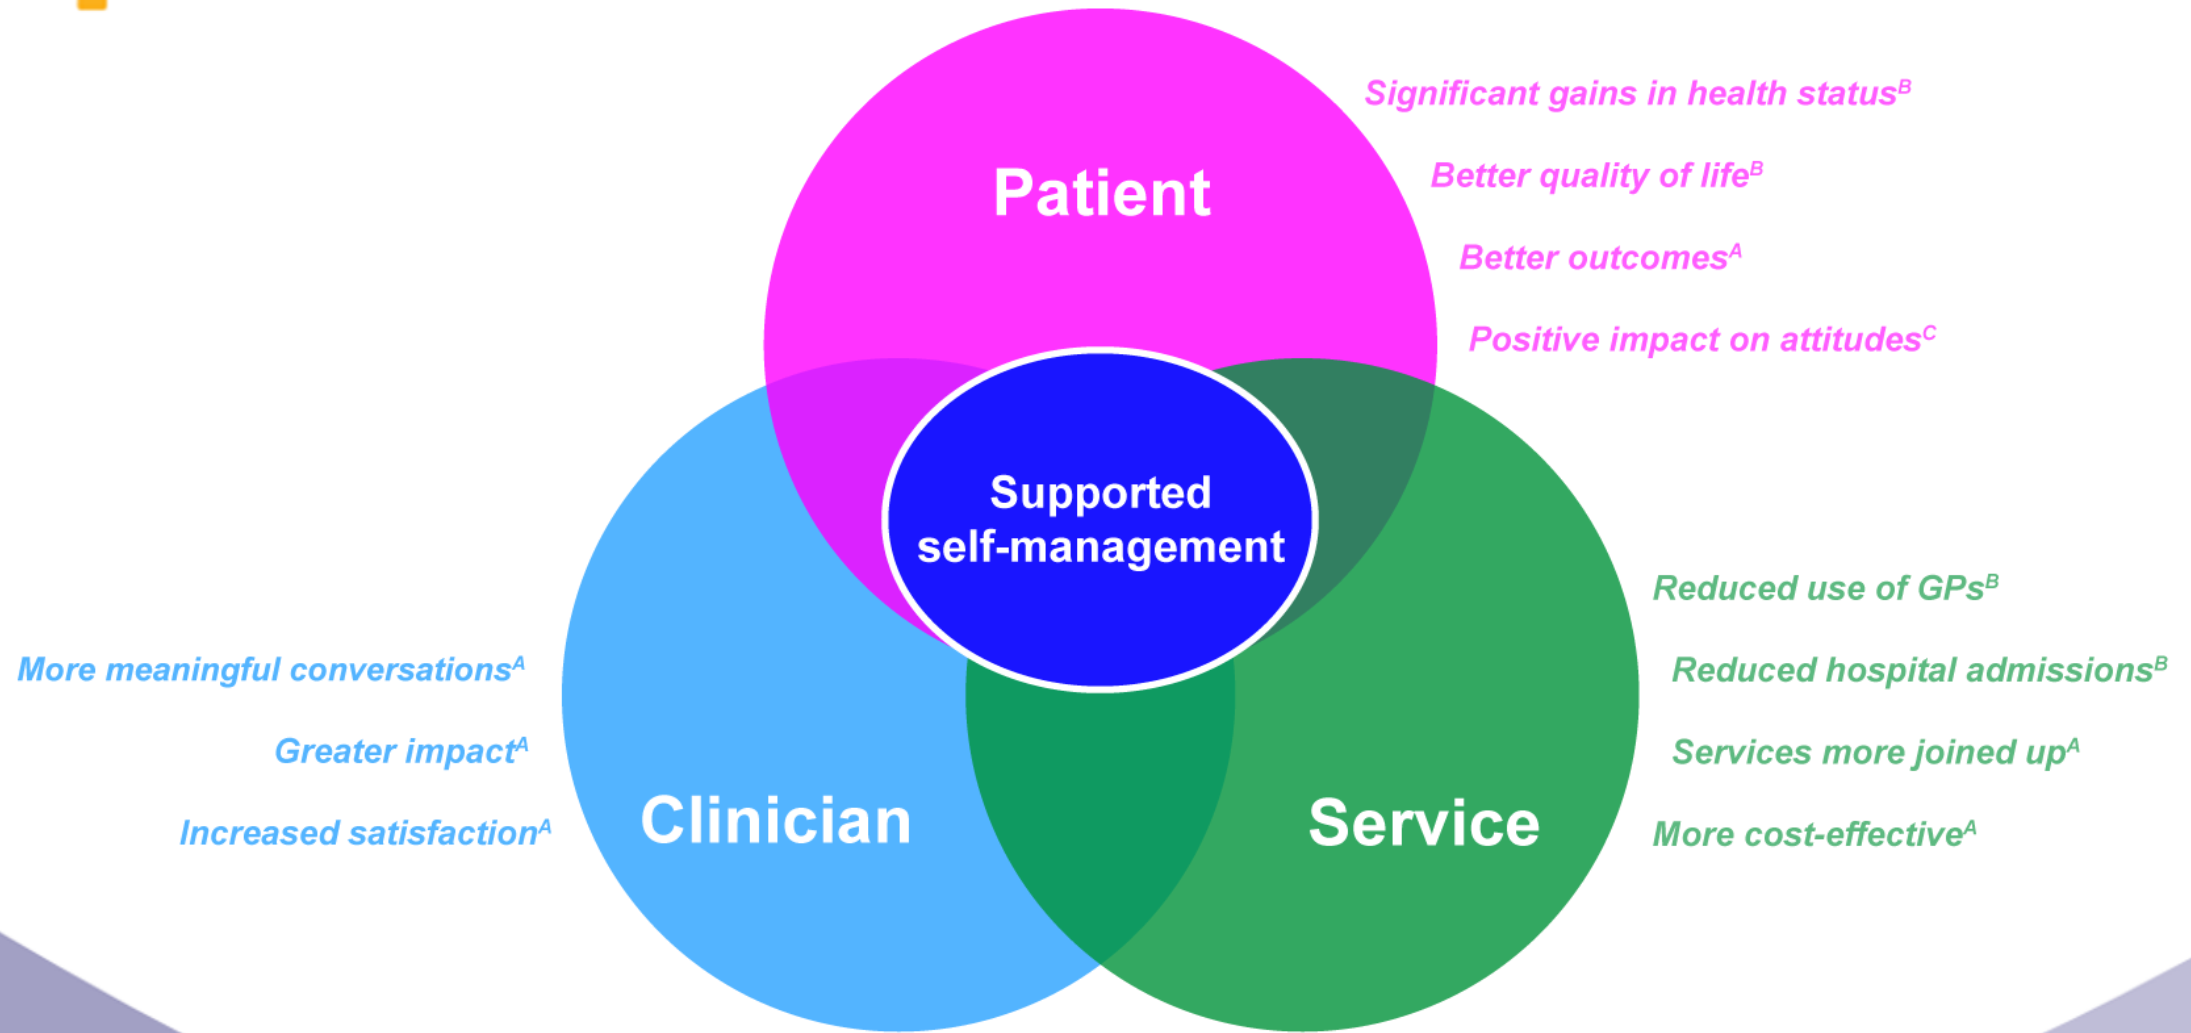 Significant gains in health statusᴮ
Patient
Better quality of lifeᴮ
Better outcomesᴬ
Positive impact on attitudesᶜ
Supported
self-management
Reduced use of GPsᴮ
More meaningful conversationsᴬ
Reduced hospital admissionsᴮ
Greater impactᴬ
Services more joined upᴬ
Increased satisfactionᴬ
Clinician
Service
More cost-effectiveᴬ